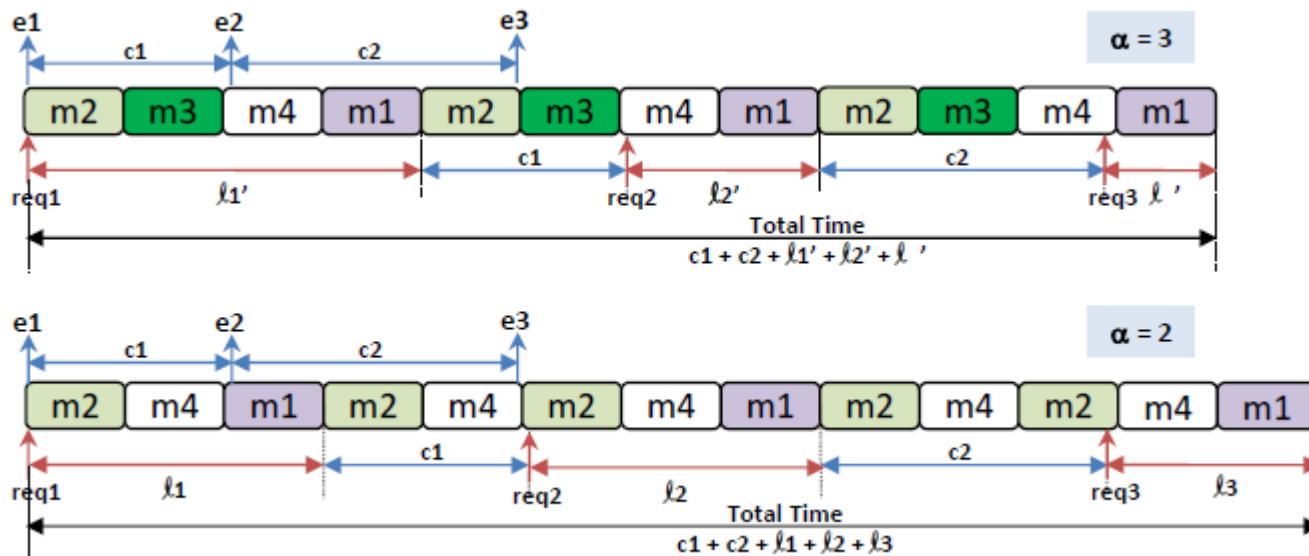 e1 e2 e3
c1 c2
α = 3
m2 m3 m4 m1 m2 m3 m4 m1 m2 m3 m4 m1
req1 ℓ1’ c1 req2 ℓ2’ c2 req3 ℓ ’
Total Time
c1 + c2 + ℓ1’ + ℓ2’ + ℓ ’
e1 e2 e3
c1 c2
α = 2
m2 m4 m1 m2 m4 m2 m4 m1 m2 m4 m2 m4 m1
req1 ℓ1 c1 req2 ℓ2 c2 req3 ℓ3
Total Time
c1 + c2 + ℓ1 + ℓ2 + ℓ3